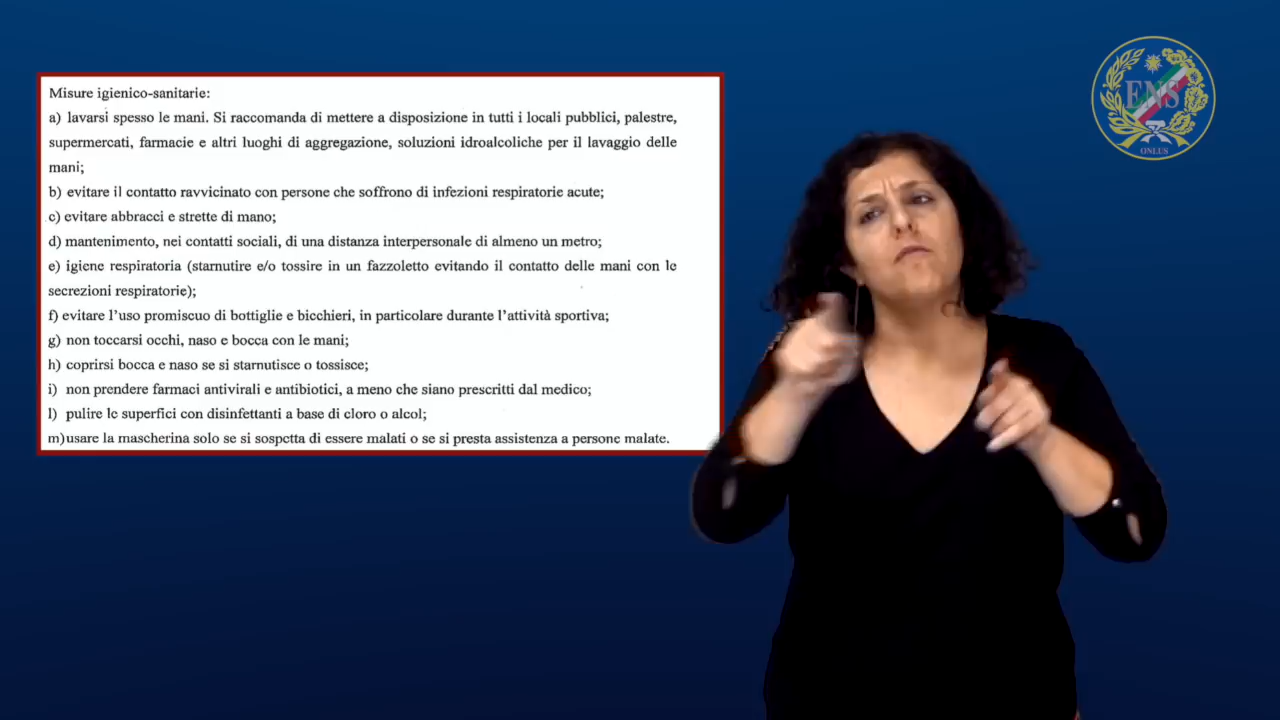 Misure igienico-sanitarie:
a) lavarsi spesso le mani. Si raccomanda di mettere a disposizione in tutti i locali pubblici, palestre,
supermercati, farmacie e altri luoghi di aggregazione, soluzioni idroalcoliche per il lavaggio delle
mani;
b) evitare il contatto ravvicinato con persone che soffrono di infezioni respiratorie acute;
c) evitare abbracci e strette di mano;
d) mantenimento, nei contatti sociali, di una distanza interpersonale di almeno un metro;
e) igiene respiratoria (starnutire e/o tossire in un fazzoletto evitando il contatto delle mani con le
secrezioni respiratorie);
f) evitare l'uso promiscuo di bottiglie e bicchieri, in particolare durante l'attività sportiva;
g) non toccarsi occhi, naso e bocca con le mani;
h) coprirsi bocca e naso se si starnutisce o tossisce;
i) non prendere farmaci antivirali e antibiotici, a meno che siano prescritti dal medico;
l) pulire le superfici con disinfettanti a base di cloro o alcol;
m) usare la mascherina solo se si sospetta di essere malati o se si presta assistenza a persone malate.
ENS
ONLUS